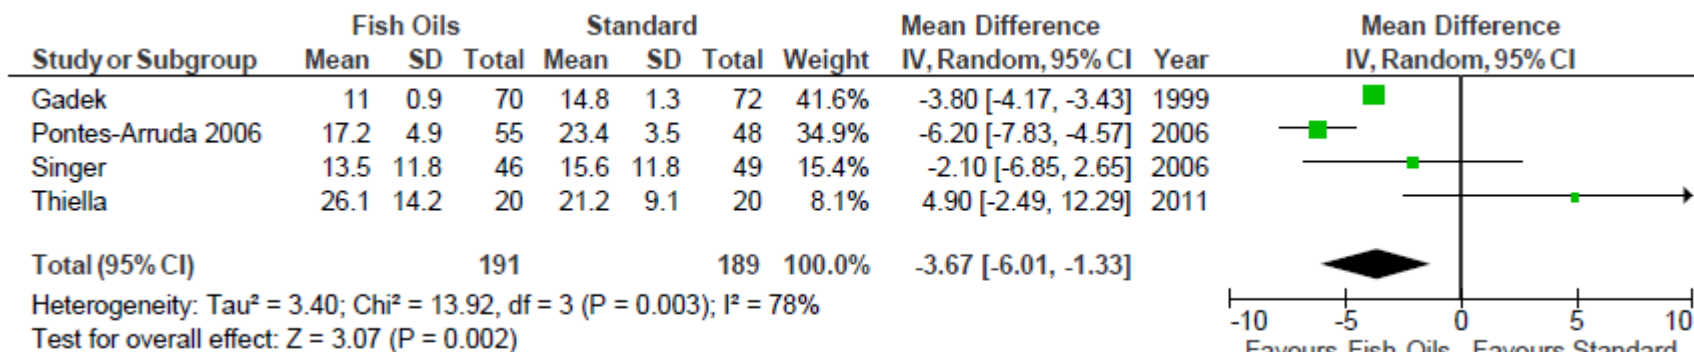 Fish Oils Standard Mean Difference Mean Difference
Study or Subgroup Mean SD Total Mean SD Total Weight IV, Random, 95% CI Year IV, Random, 95% CI
Gadek 11 0.9 70 14.8 1.3 72 41.6% -3.80 [-4.17, -3.43] 1999
Pontes-Arruda 2006 17.2 4.9 55 23.4 3.5 48 34.9% -6.20 [-7.83, -4.57] 2006
Singer 13.5 11.8 46 15.6 11.8 49 15.4% -2.10 [-6.85, 2.65] 2006
Thiella 26.1 14.2 20 21.2 9.1 20 8.1% 4.90 [-2.49, 12.29] 2011
Total (95% CI) 191 189 100.0% -3.67 [-6.01, -1.33]
Heterogeneity: Tau² = 3.40; Chi² = 13.92, df = 3 (P = 0.003); I² = 78%
Test for overall effect: Z = 3.07 (P = 0.002)
-10 -5 0 5 10
Favours Fish Oils Favours Standard